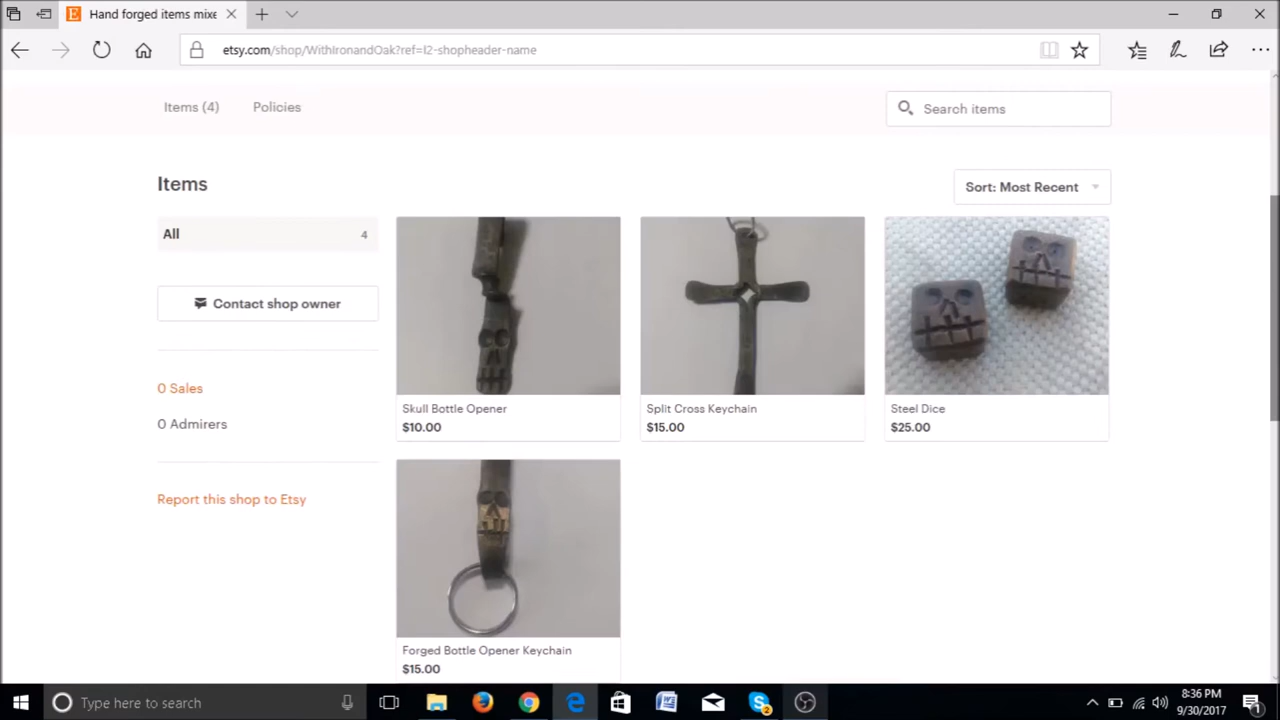 Hand forged items mixe
etsy.com/shop/WithIronandOak?ref=l2-shopheader-name
Items (4)
Policies
Search items
Items
Sort: Most Recent
All
4
Contact shop owner
0 Sales
0 Admirers
Report this shop to Etsy
Skull Bottle Opener
$10.00
Split Cross Keychain
$15.00
Steel Dice
$25.00
Forged Bottle Opener Keychain
$15.00
Type here to search
2
8:36 PM
9/30/2017
1